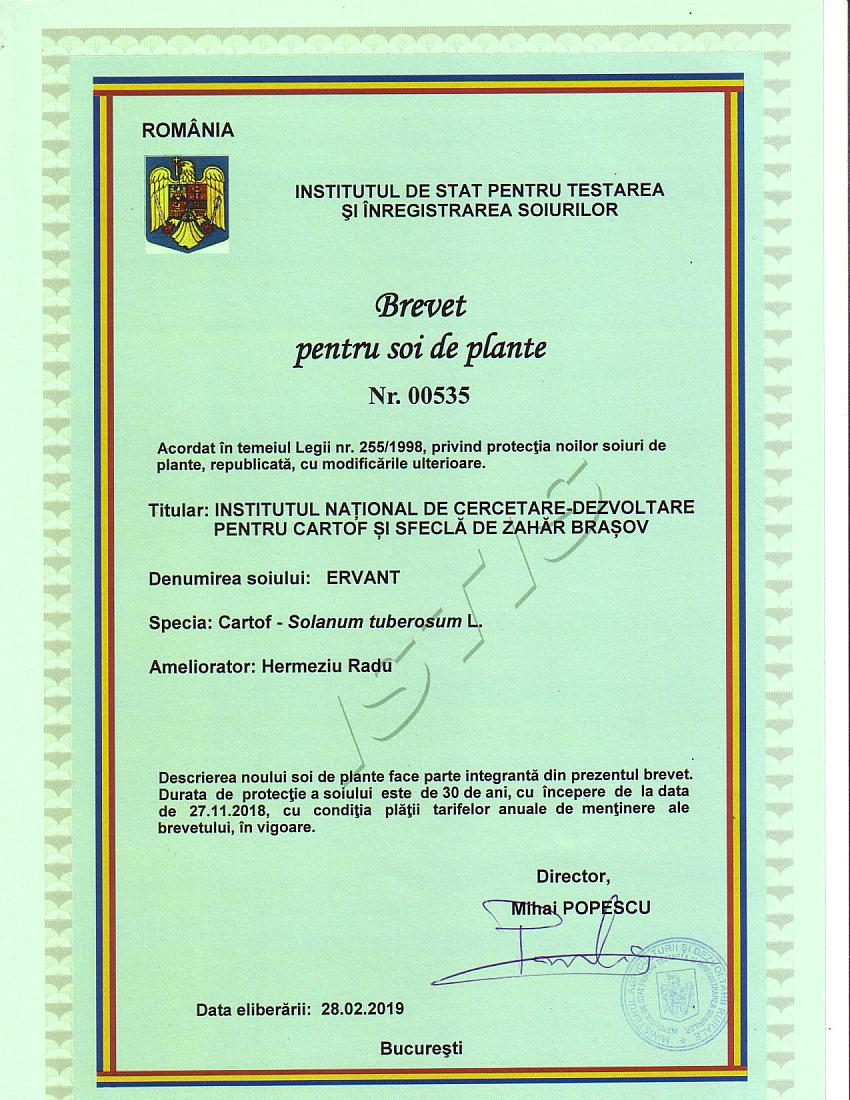 ROMÂNIA
INSTITUTUL DE STAT PENTRU TESTAREA
ŞI ÎNREGISTRAREA SOIURILOR
Brevet
pentru soi de plante
Nr. 00535
Acordat în temeiul Legii nr. 255/1998, privind protecţia noilor soiuri de
plante, republicată, cu modificările ulterioare.
Titular: INSTITUTUL NAȚIONAL DE CERCETARE-DEZVOLTARE
PENTRU CARTOF ȘI SFECLĂ DE ZAHĂR BRAȘOV
Denumirea soiului: ERVANT
Specia: Cartof - Solanum tuberosum L.
Ameliorator: Hermeziu Radu
Descrierea noului soi de plante face parte integrantă din prezentul brevet.
Durata de protecţie a soiului este de 30 de ani, cu începere de la data
de 27.11.2018, cu condiţia plăţii tarifelor anuale de menţinere ale
brevetului, în vigoare.
Director,
Mihai POPESCU
Data eliberării: 28.02.2019
Bucureşti